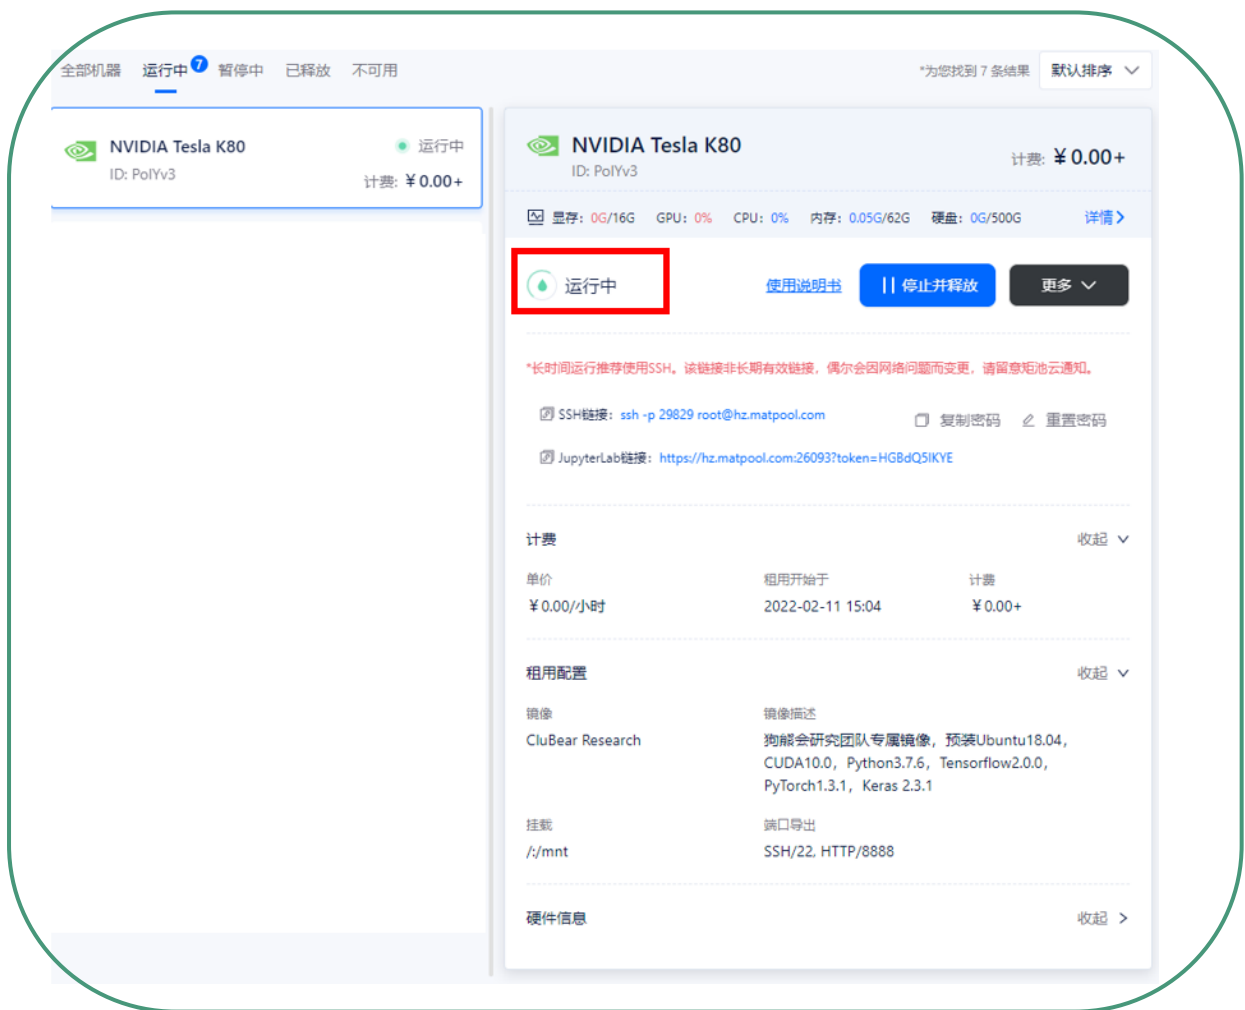 全部机器 运行中 7 暂停中 已释放 不可用 *为您找到 7 条结果 默认排序
NVIDIA Tesla K80 运行中
ID: PoIYv3
计费: ¥ 0.00+
NVIDIA Tesla K80
ID: PoIYv3
计费: ¥ 0.00+
显存: 0G/16G GPU: 0% CPU: 0% 内存: 0.05G/62G 硬盘: 0G/500G 详情
运行中 使用说明书 停止并释放 更多
*长时间运行推荐使用SSH。该链接非长期有效链接，偶尔会因网络问题而变更，请留意矩池云通知。
SSH链接: ssh -p 29829 root@hz.matpool.com 复制密码 重置密码
JupyterLab链接: https://hz.matpool.com:26093?token=HGBdQ5IKYE
计费 收起
单价 租用开始于 计费
¥ 0.00/小时 2022-02-11 15:04 ¥ 0.00+
租用配置 收起
镜像 镜像描述
CluBear Research 狗熊会研究团队专属镜像，预装Ubuntu18.04，
CUDA10.0，Python3.7.6，Tensorflow2.0.0，
PyTorch1.3.1，Keras 2.3.1
挂载 端口导出
/:/mnt SSH/22, HTTP/8888
硬件信息 收起